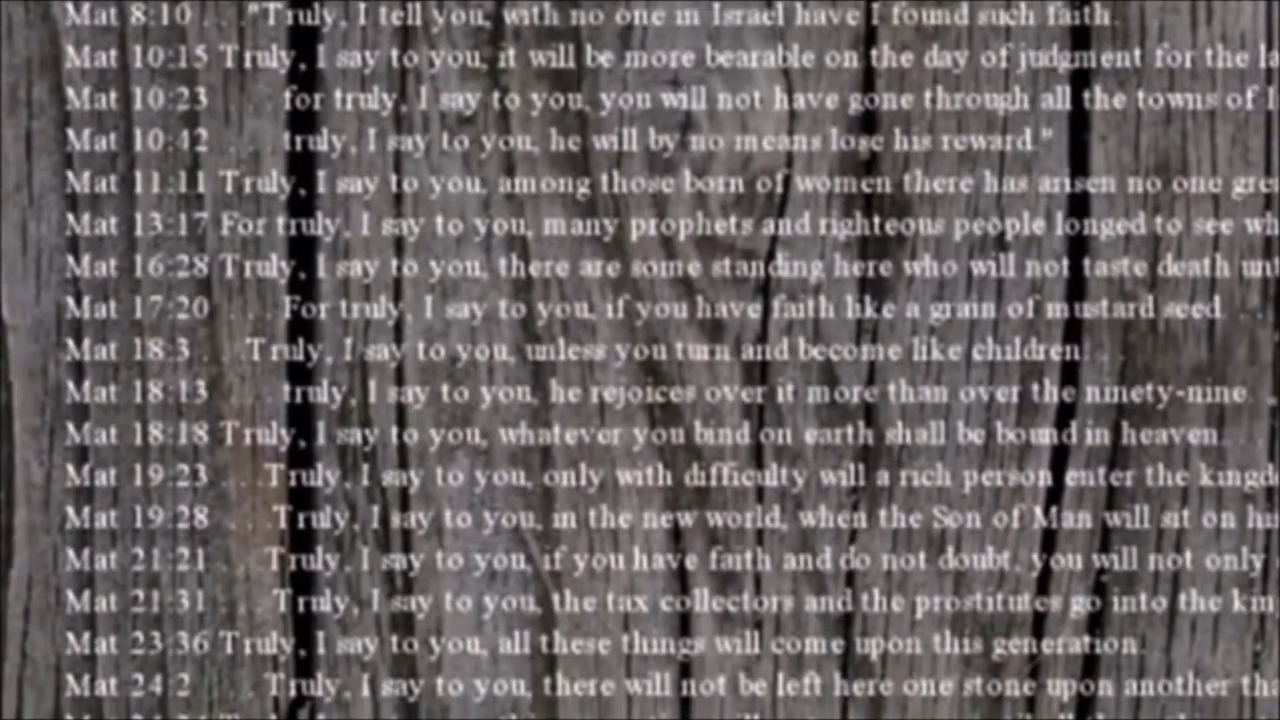 Mat 8:10 . . ."Truly, I tell you, with no one in Israel have I found such faith.
Mat 10:15 Truly, I say to you, it will be more bearable on the day of judgment for the
Mat 10:23 . . . for truly, I say to you, you will not have gone through all the towns of
Mat 10:42 . . . truly, I say to you, he will by no means lose his reward."
Mat 11:11 Truly, I say to you, among those born of women there has arisen no one
Mat 13:17 For truly, I say to you, many prophets and righteous people longed to see
Mat 16:28 Truly, I say to you, there are some standing here who will not taste death
Mat 17:20 . . . For truly, I say to you, if you have faith like a grain of mustard seed. . .
Mat 18:3 . . .Truly, I say to you, unless you turn and become like children. . .
Mat 18:13 . . . truly, I say to you, he rejoices over it more than over the ninety-nine. . .
Mat 18:18 Truly, I say to you, whatever you bind on earth shall be bound in heaven. . .
Mat 19:23 . . .Truly, I say to you, only with difficulty will a rich person enter the
Mat 19:28 . . .Truly, I say to you, in the new world, when the Son of Man will sit on
Mat 21:21 . . .Truly, I say to you, if you have faith and do not doubt, you will not only
Mat 21:31 . . .Truly, I say to you, the tax collectors and the prostitutes go into the
Mat 23:36 Truly, I say to you, all these things will come upon this generation.
Mat 24:2 . . .Truly, I say to you, there will not be left here one stone upon another